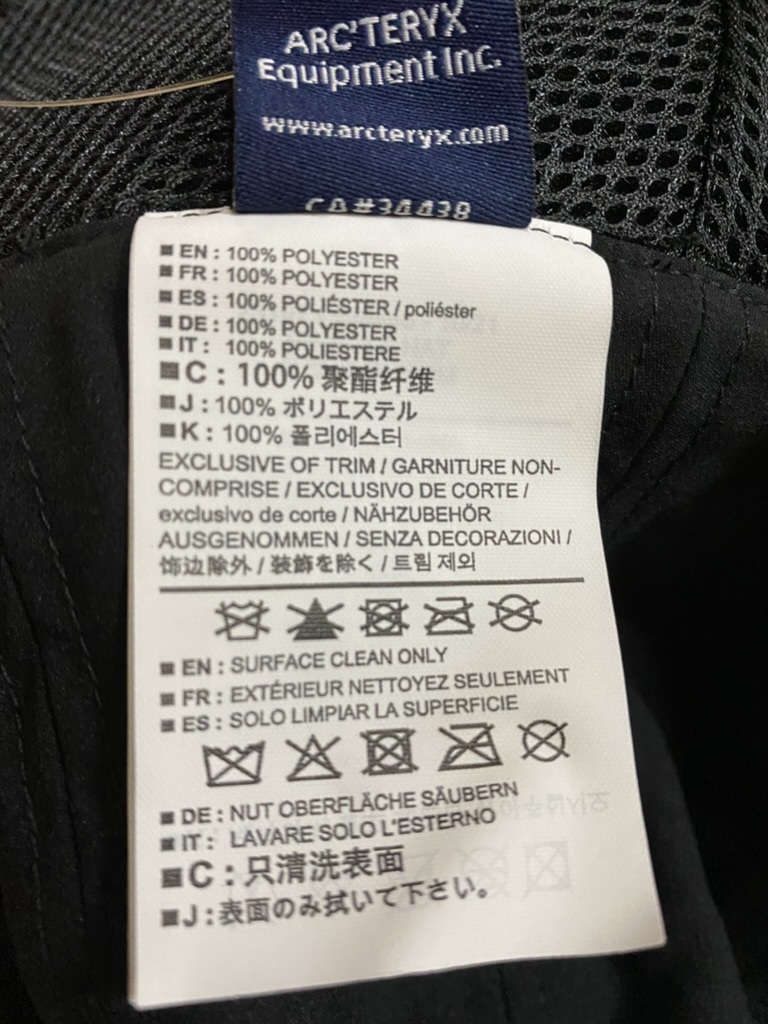 ARC'TERYX
Equipment Inc.
www.arcteryx.com
CA#34438
EN : 100% POLYESTER
FR : 100% POLYESTER
ES : 100% POLIÉSTER / poliéster
DE : 100% POLYESTER
IT : 100% POLIESTERE
C : 100% 聚酯纤维
J : 100% ポリエステル
K : 100% 폴리에스터
EXCLUSIVE OF TRIM / GARNITURE NON-
COMPRISE / EXCLUSIVO DE CORTE /
exclusivo de corte / NÄHZUBEHÖR
AUSGENOMMEN / SENZA DECORAZIONI /
饰边除外 / 装飾を除く / 트림 제외
EN : SURFACE CLEAN ONLY
FR : EXTÉRIEUR NETTOYEZ SEULEMENT
ES : SOLO LIMPIAR LA SUPERFICIE
DE : NUT OBERFLÄCHE SÄUBERN
IT : LAVARE SOLO L'ESTERNO
C : 只清洗表面
J : 表面のみ拭いて下さい。